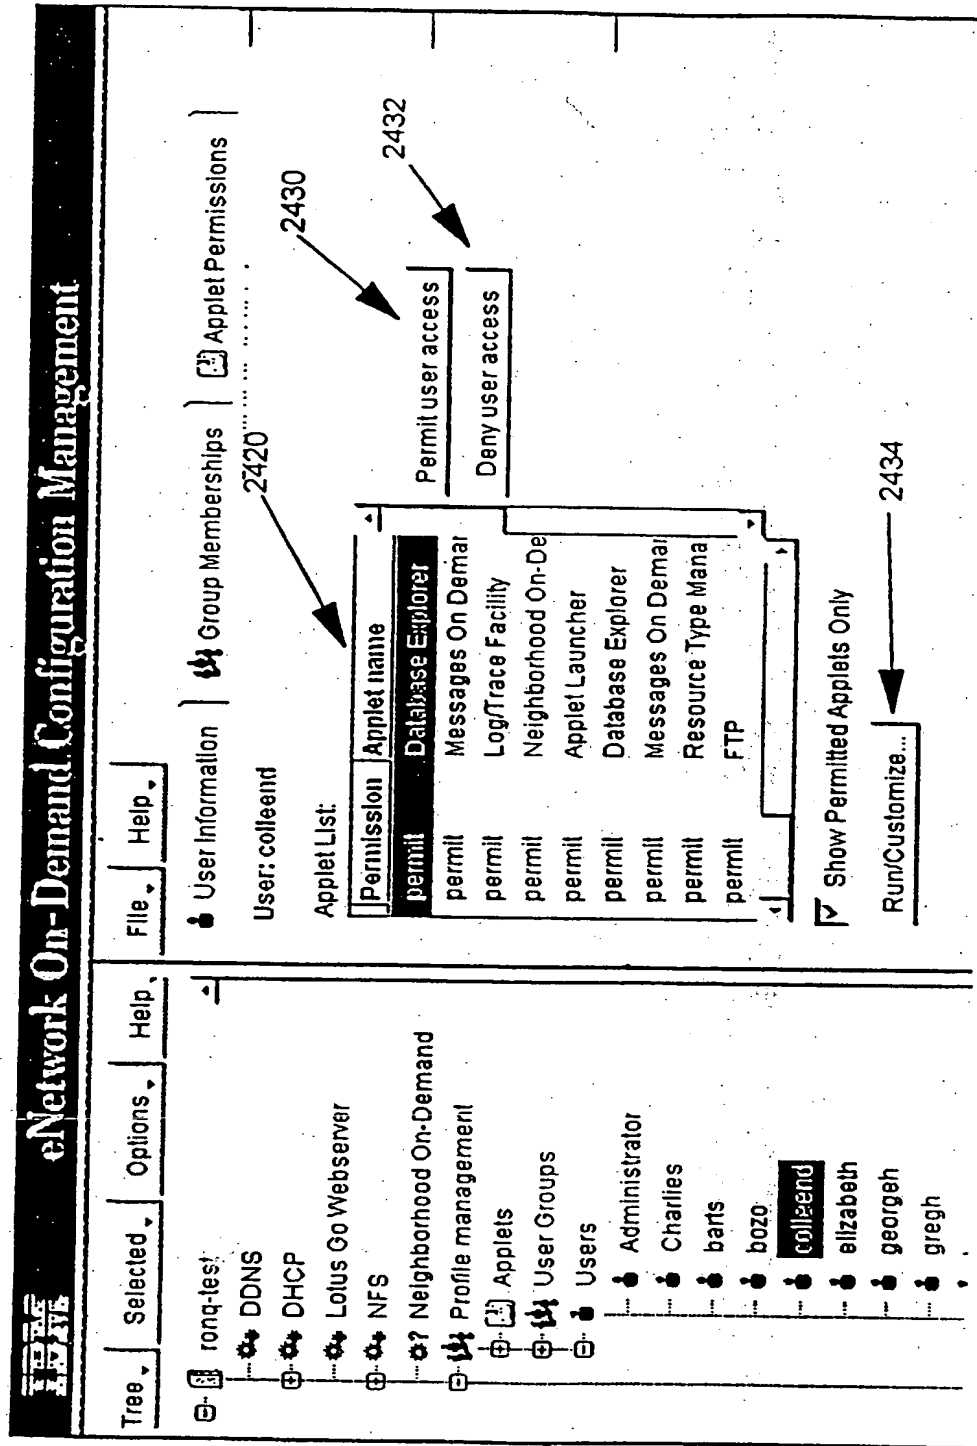 IBM eNetwork On-Demand Configuration Management
Tree Selected Options Help
ronq-test
DDNS
DHCP
Lotus Go Webserver
NFS
? Neighborhood On-Demand
Profile management
Applets
User Groups
Users
Administrator
Charlies
barts
bozo
colleend
elizabeth
georgeh
gregh
File Help
User Information Group Memberships Applet Permissions
User: colleend
Applet List:
2420
Permission Applet name
permit Database Explorer
permit Messages On Demar
permit Log/Trace Facility
permit Neighborhood On-De
permit Applet Launcher
permit Database Explorer
permit Messages On Demar
permit Resource Type Mana
permit FTP
Permit user access
2430
Deny user access
2432
Show Permitted Applets Only
Run/Customize...
2434